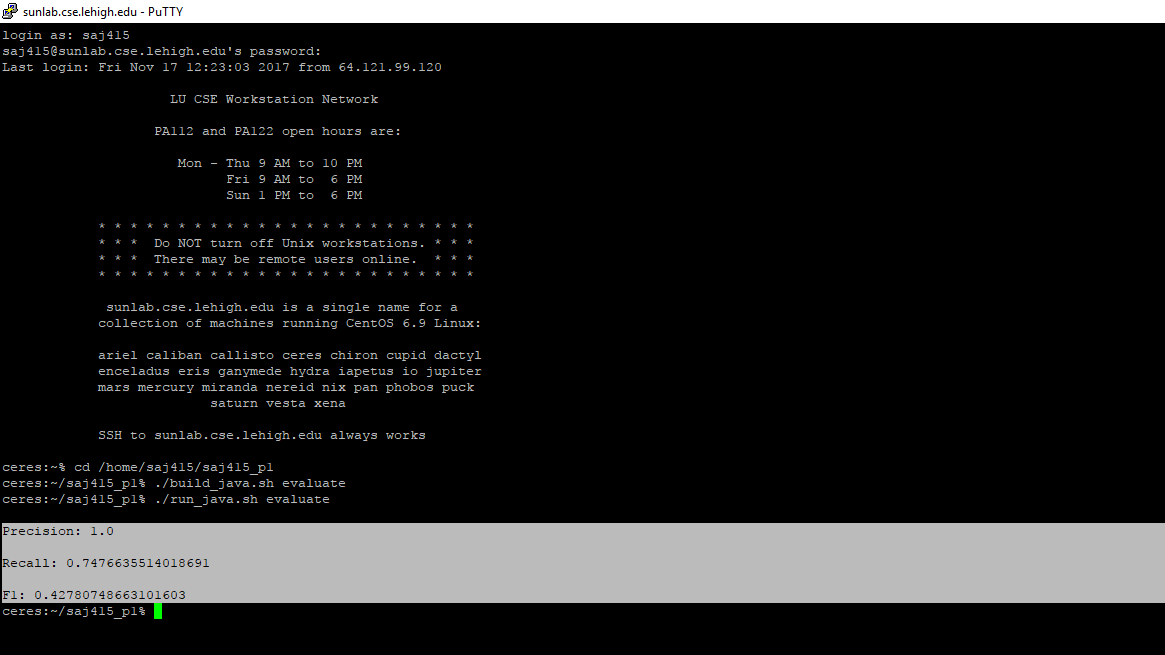 sunlab.cse.lehigh.edu - PuTTY
login as: saj415
saj415@sunlab.cse.lehigh.edu's password:
Last login: Fri Nov 17 12:23:03 2017 from 64.121.99.120
LU CSE Workstation Network
PA112 and PA122 open hours are:
Mon - Thu 9 AM to 10 PM
Fri 9 AM to  6 PM
Sun 1 PM to  6 PM
* * * * * * * * * * * * * * * * * * * * * * * *
* * *  Do NOT turn off Unix workstations. * * *
* * *  There may be remote users online.  * * *
* * * * * * * * * * * * * * * * * * * * * * * *
sunlab.cse.lehigh.edu is a single name for a
collection of machines running CentOS 6.9 Linux:
ariel caliban callisto ceres chiron cupid dactyl
enceladus eris ganymede hydra iapetus io jupiter
mars mercury miranda nereid nix pan phobos puck
saturn vesta xena
SSH to sunlab.cse.lehigh.edu always works
ceres:~% cd /home/saj415/saj415_p1
ceres:~/saj415_p1% ./build_java.sh evaluate
ceres:~/saj415_p1% ./run_java.sh evaluate
Precision: 1.0
Recall: 0.7476635514018691
F1: 0.42780748663101603
ceres:~/saj415_p1%